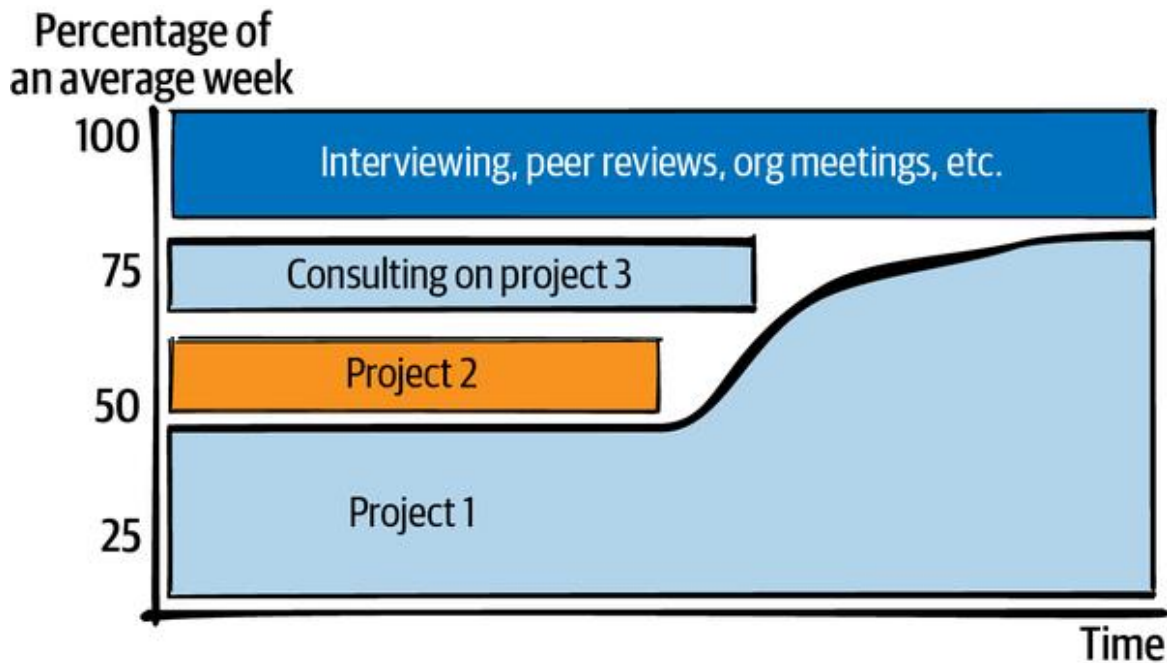 Percentage of
an average week
100
Interviewing, peer reviews, org meetings, etc.
75
Consulting on project 3
Project 2
50
Project 1
25
Time